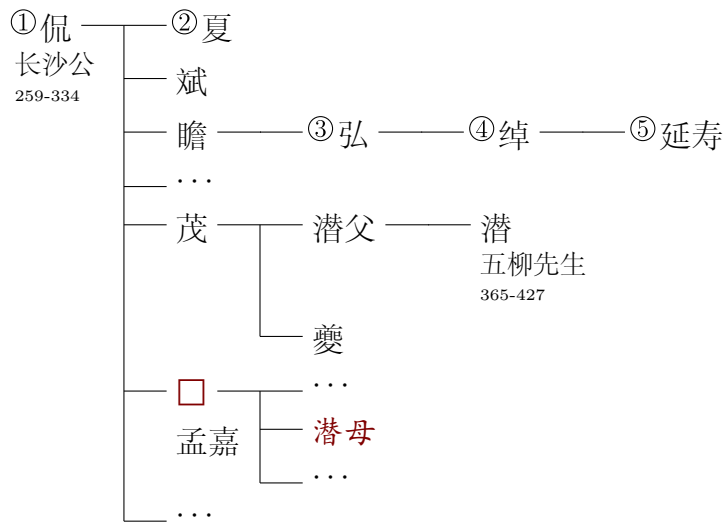 ①侃 ②夏
长沙公
259-334
斌
瞻 ③弘 ④绰 ⑤延寿
···
茂 潜父 潜
五柳先生
365-427
夔
□ ···
孟嘉 潜母
···
···